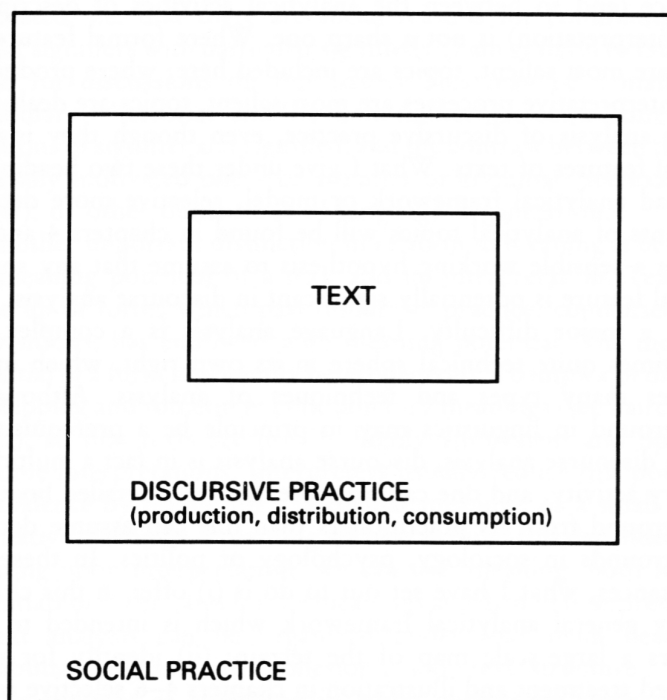 TEXT
DISCURSIVE PRACTICE
(production, distribution, consumption)
SOCIAL PRACTICE